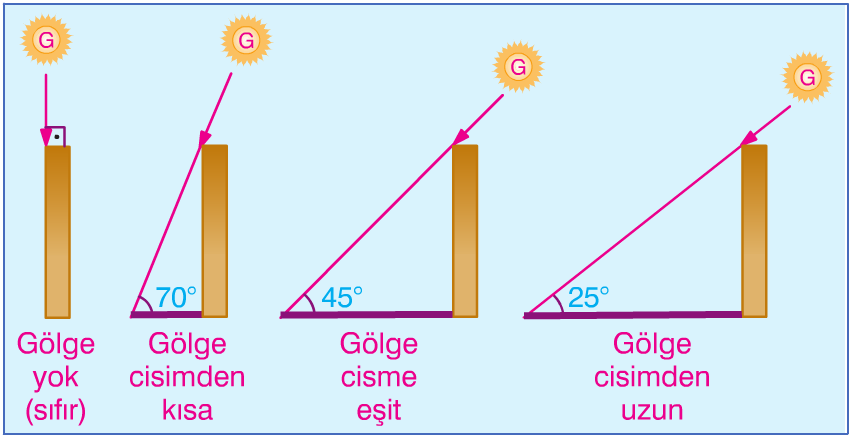 G
G
G
G
70°
45°
25°
Gölge
yok
(sıfır)
Gölge
cisimden
kısa
Gölge
cisme
eşit
Gölge
cisimden
uzun